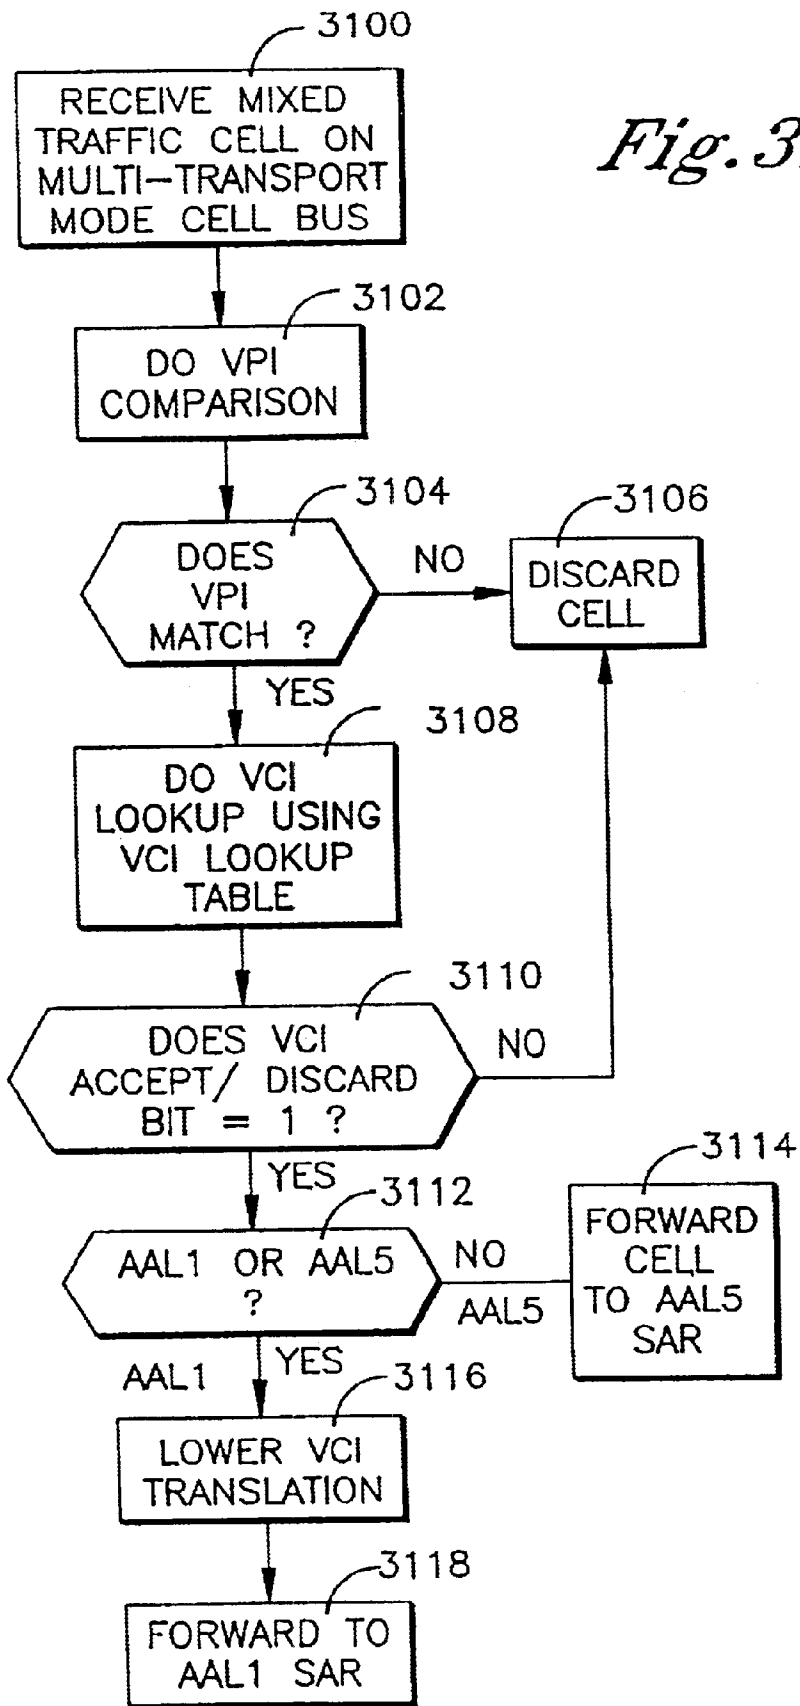 3100
RECEIVE MIXED
TRAFFIC CELL ON
MULTI-TRANSPORT
MODE CELL BUS
Fig. 3
3102
DO VPI
COMPARISON
3104
DOES
VPI
MATCH ?
NO
3106
DISCARD
CELL
YES
3108
DO VCI
LOOKUP USING
VCI LOOKUP
TABLE
3110
DOES VCI
ACCEPT/ DISCARD
BIT = 1 ?
NO
YES
3112
AAL1 OR AAL5
?
NO
AAL5
3114
FORWARD
CELL
TO AAL5
SAR
AAL1
YES
3116
LOWER VCI
TRANSLATION
3118
FORWARD TO
AAL1 SAR